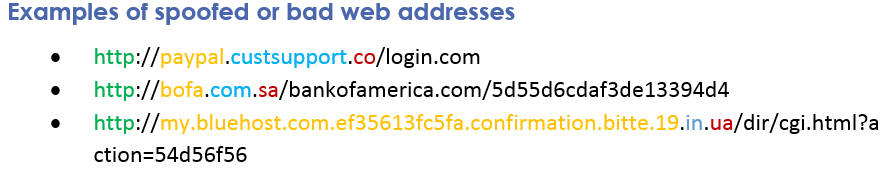 Examples of spoofed or bad web addresses
• http://paypal.custsupport.co/login.com
• http://bofa.com.sa/bankofamerica.com/5d55d6cdaf3de13394d4
• http://my.bluehost.com.ef35613fc5fa.confirmation.bitte.19.in.ua/dir/cgi.html?a
ction=54d56f56